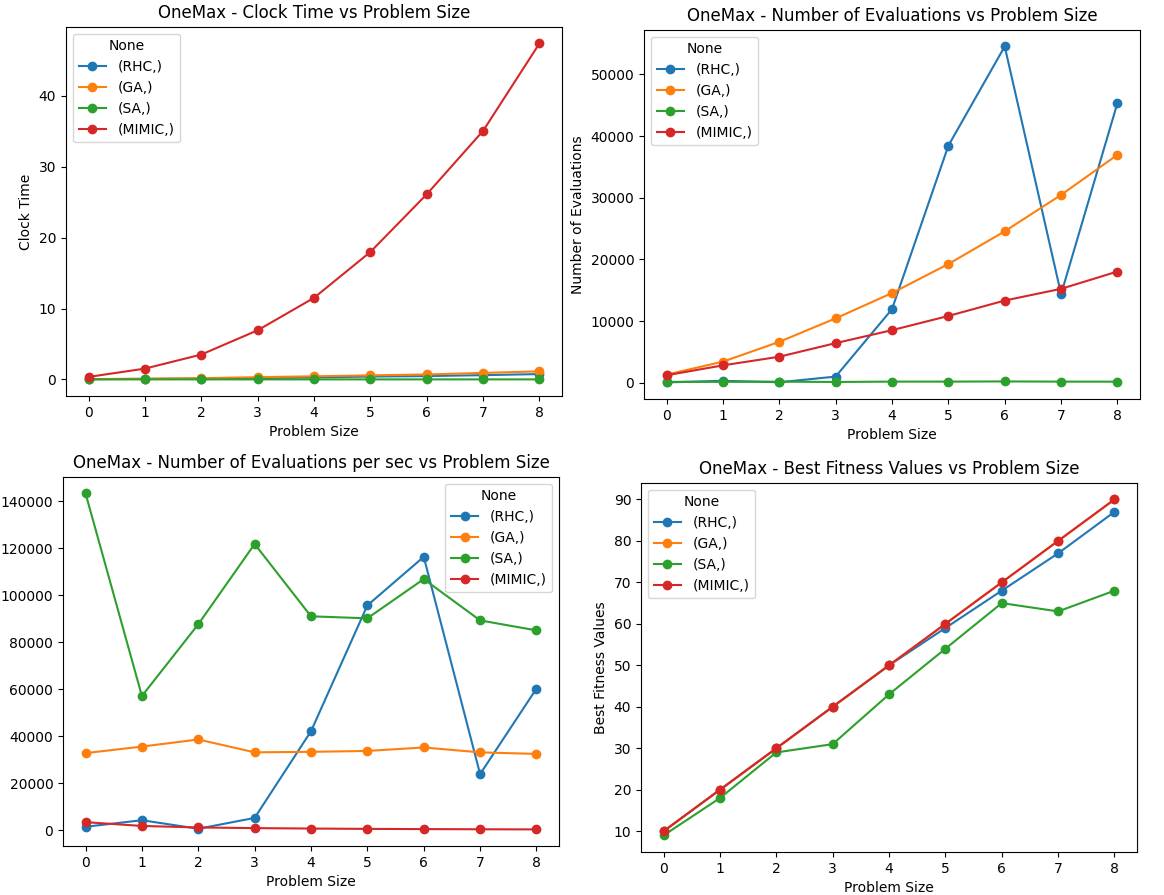 OneMax - Clock Time vs Problem Size
None
(RHC,)
(GA,)
(SA,)
(MIMIC,)
40
30
20
10
0
Clock Time
0 1 2 3 4 5 6 7 8
Problem Size
OneMax - Number of Evaluations vs Problem Size
None
(RHC,)
(GA,)
(SA,)
(MIMIC,)
50000
40000
30000
20000
10000
0
Number of Evaluations
0 1 2 3 4 5 6 7 8
Problem Size
OneMax - Number of Evaluations per sec vs Problem Size
None
(RHC,)
(GA,)
(SA,)
(MIMIC,)
140000
120000
100000
80000
60000
40000
20000
0
0 1 2 3 4 5 6 7 8
Problem Size
OneMax - Best Fitness Values vs Problem Size
None
(RHC,)
(GA,)
(SA,)
(MIMIC,)
90
80
70
60
50
40
30
20
10
Best Fitness Values
0 1 2 3 4 5 6 7 8
Problem Size